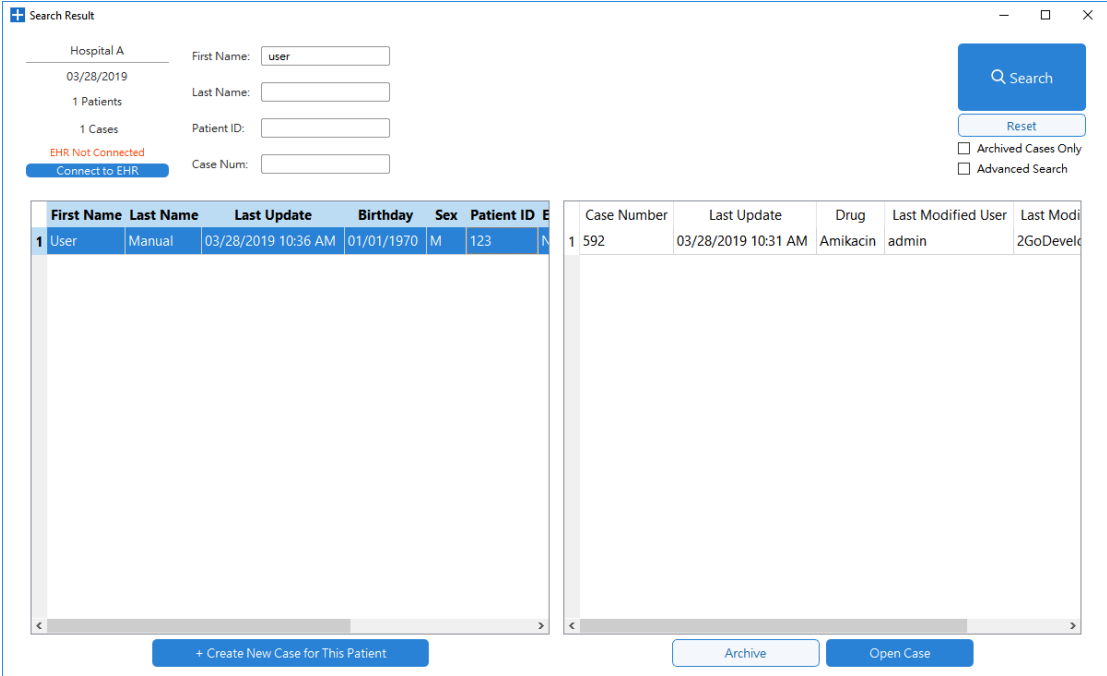 Search Result
Hospital A
03/28/2019
1 Patients
1 Cases
EHR Not Connected
Connect to EHR
First Name: user
Last Name:
Patient ID:
Case Num:
Search
Reset
Archived Cases Only
Advanced Search
First Name Last Name Last Update Birthday Sex Patient ID E
1 User Manual 03/28/2019 10:36 AM 01/01/1970 M 123 N
Case Number Last Update Drug Last Modified User Last Modi
1 592 03/28/2019 10:31 AM Amikacin admin 2GoDevelo
+ Create New Case for This Patient
Archive
Open Case